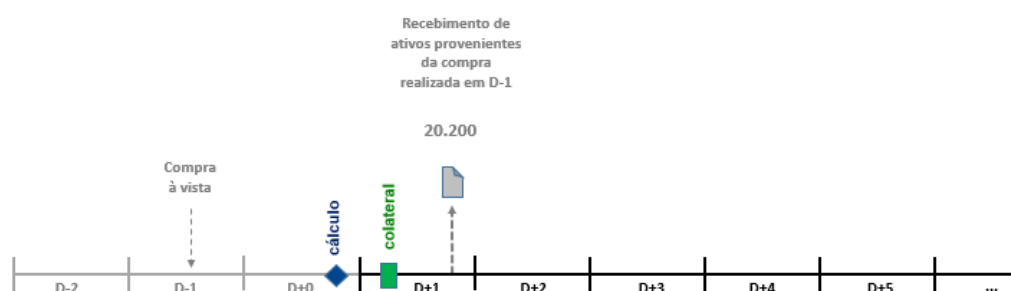 Recebimento de
ativos provenientes
da compra
realizada em D-1
20.200
Compra
à vista
cálculo
colateral
D-2 D-1 D+0 D+1 D+2 D+3 D+4 D+5 ...